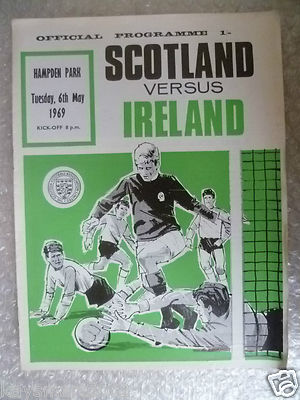 OFFICIAL PROGRAMME 1/-
HAMPDEN PARK
Tuesday, 6th May
1969
KICK-OFF 8 p.m.
SCOTLAND
VERSUS
IRELAND